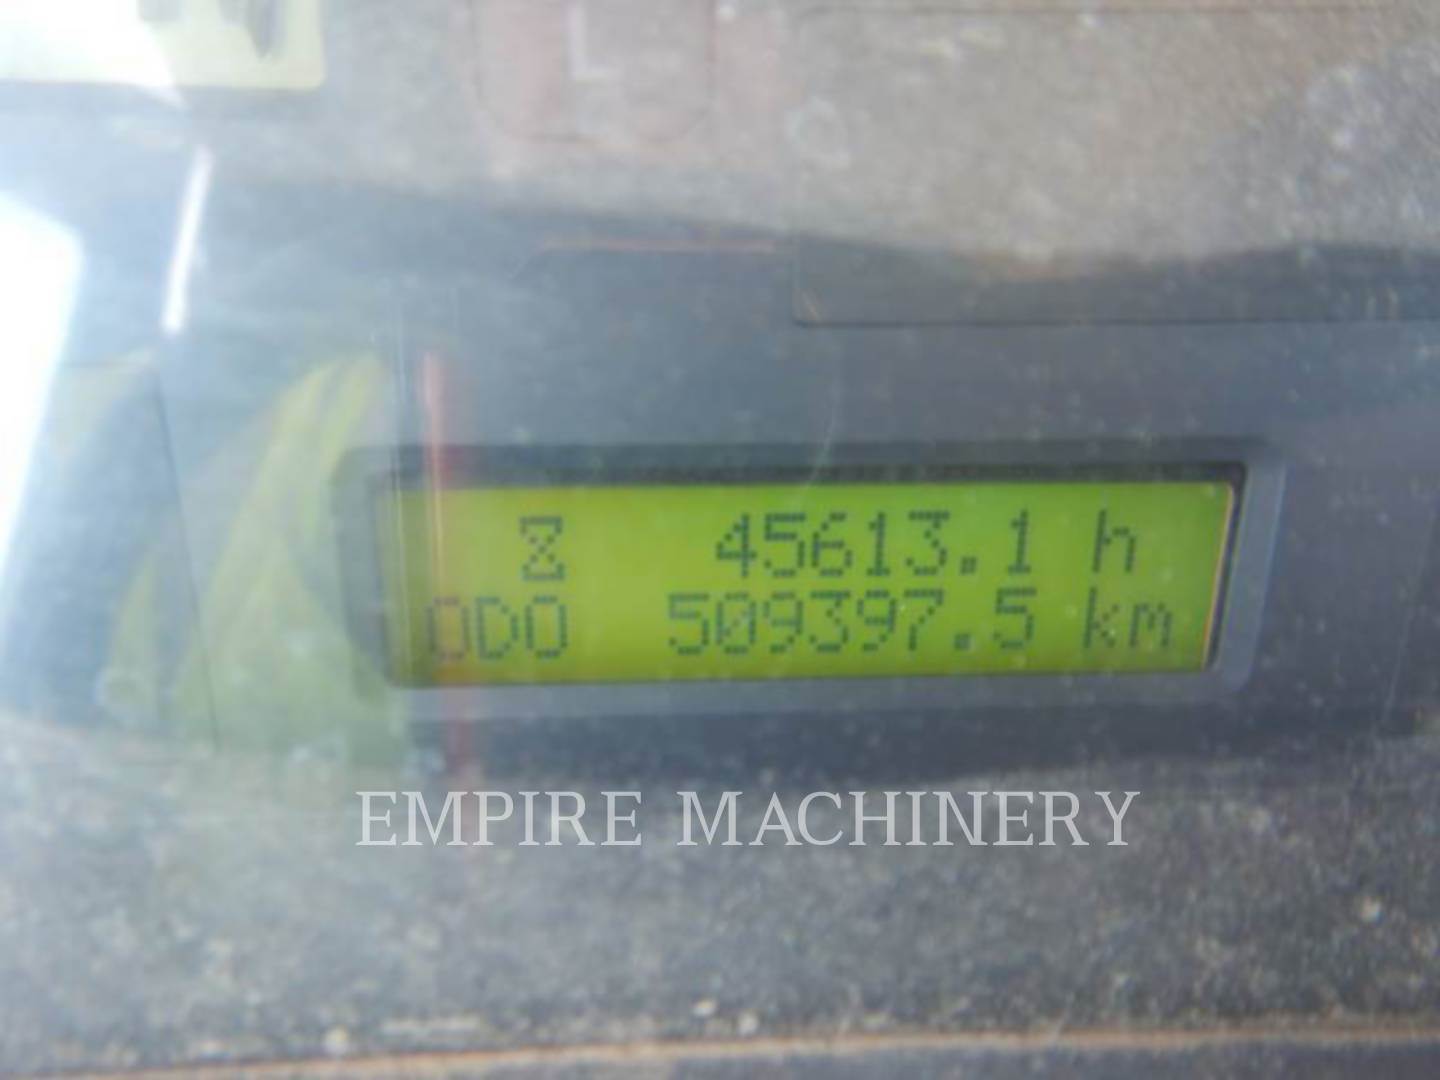 45613.1 h
ODO 509397.5 km
EMPIRE MACHINERY